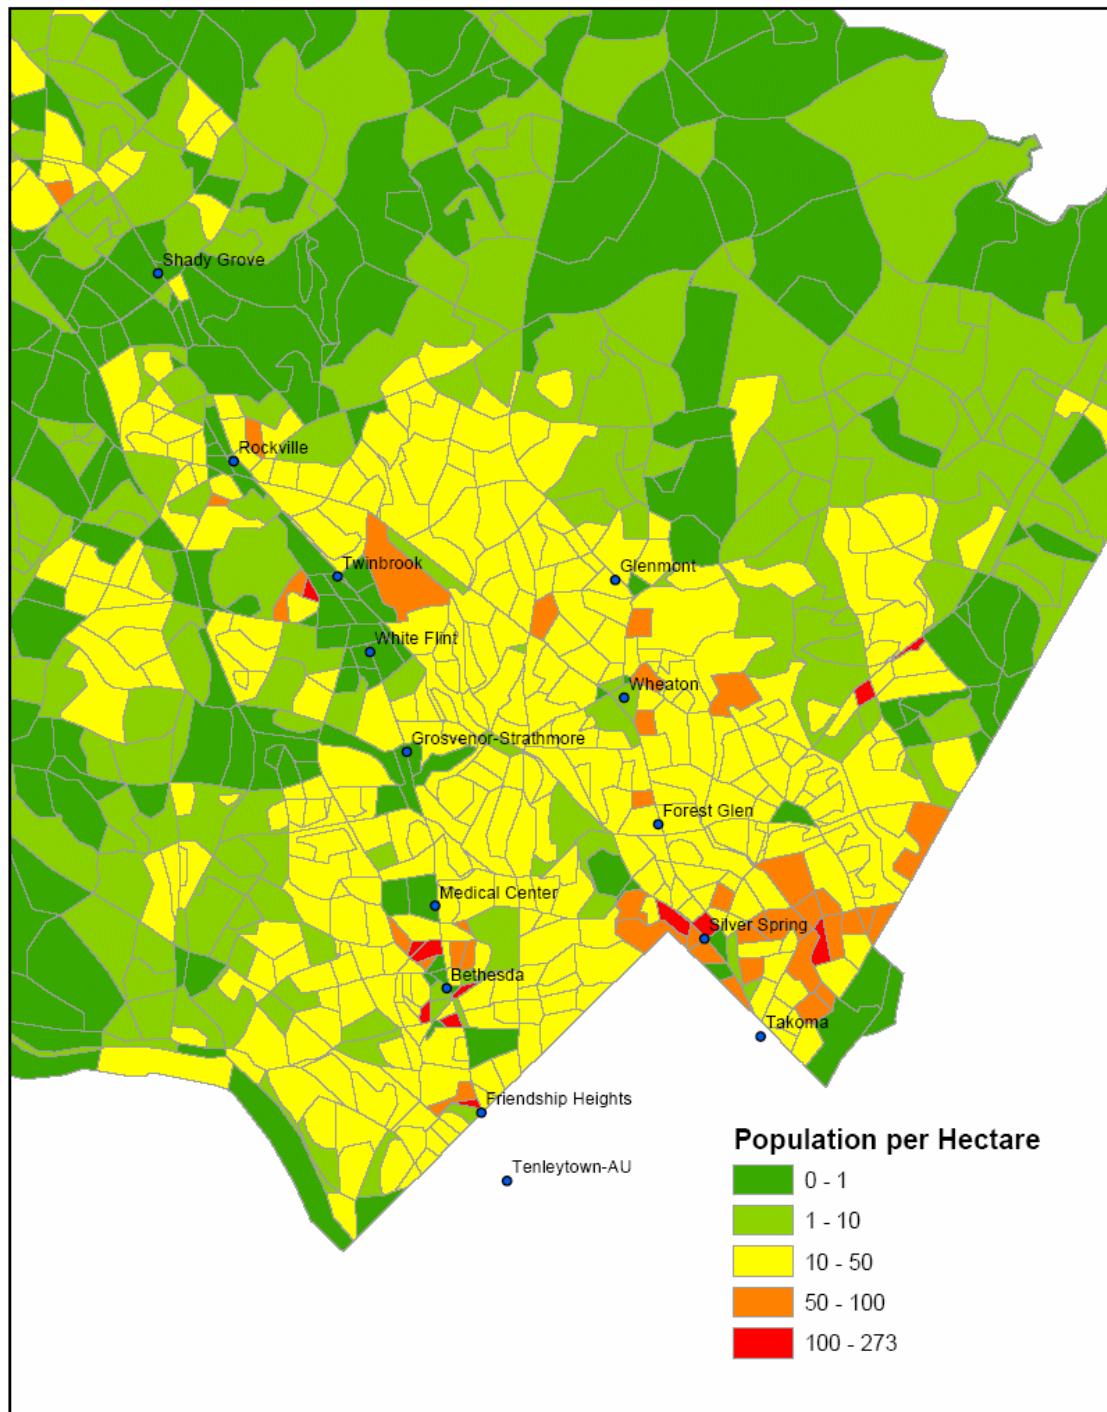 Shady Grove
Rockville
Twinbrook
Glenmont
White Flint
Wheaton
Grosvenor-Strathmore
Forest Glen
Medical Center
Silver Spring
Bethesda
Takoma
Friendship Heights
Tenleytown-AU
Population per Hectare
0 - 1
1 - 10
10 - 50
50 - 100
100 - 273